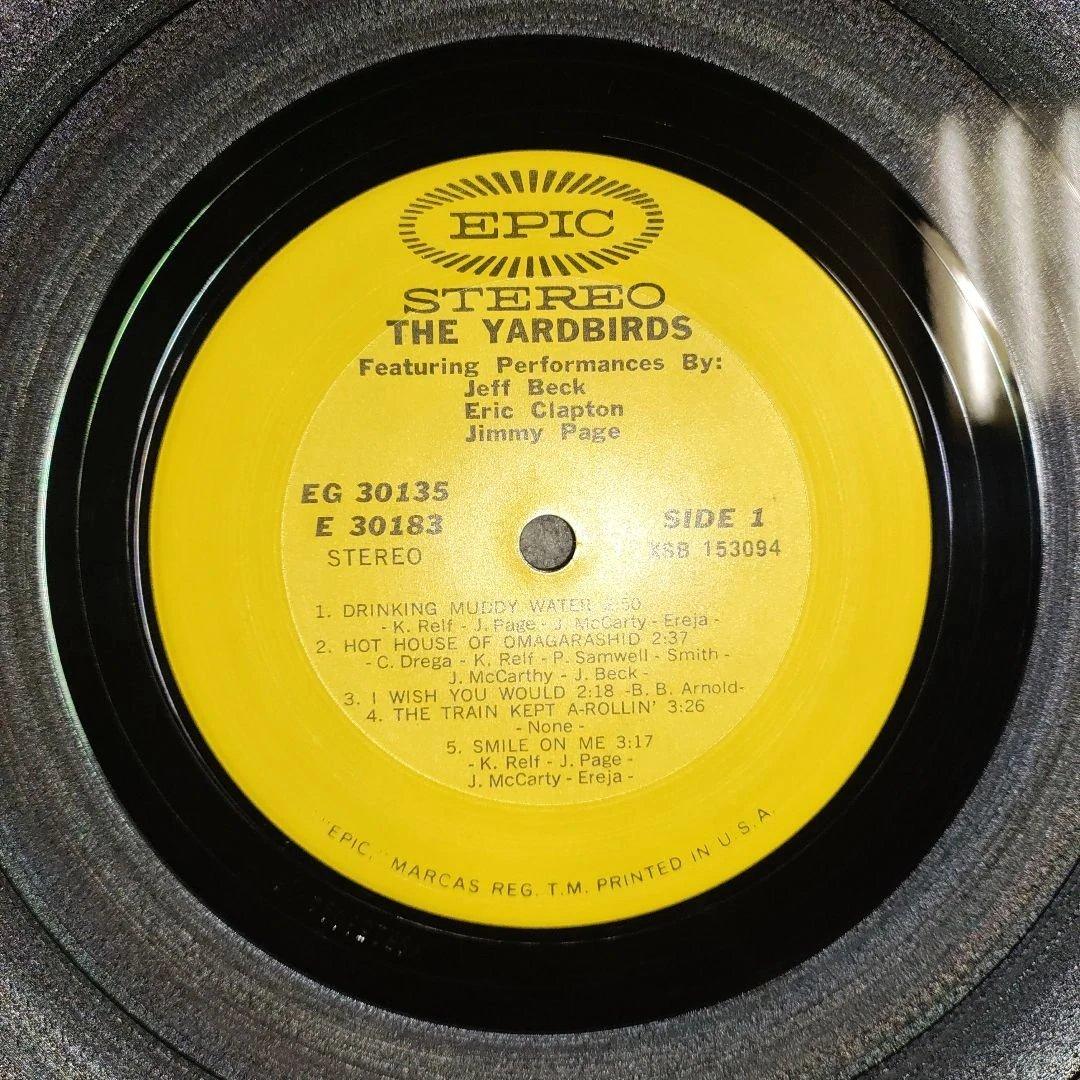 EPIC
STEREO
THE YARDBIRDS
Featuring Performances By:
Jeff Beck
Eric Clapton
Jimmy Page
EG 30135
E 30183
STEREO
SIDE 1
XSB 153094
1. DRINKING MUDDY WATER 2:50
- K. Relf - J. Page - J. McCarty - Ereja -
2. HOT HOUSE OF OMAGARASHID 2:37
- C. Drega - K. Relf - P. Samwell - Smith -
J. McCarthy - J. Beck -
3. I WISH YOU WOULD 2:18 -B. B. Arnold-
4. THE TRAIN KEPT A-ROLLIN' 3:26
- None -
5. SMILE ON ME 3:17
- K. Relf - J. Page -
J. McCarty - Ereja -
"EPIC," MARCAS REG. T.M. PRINTED IN U.S.A.